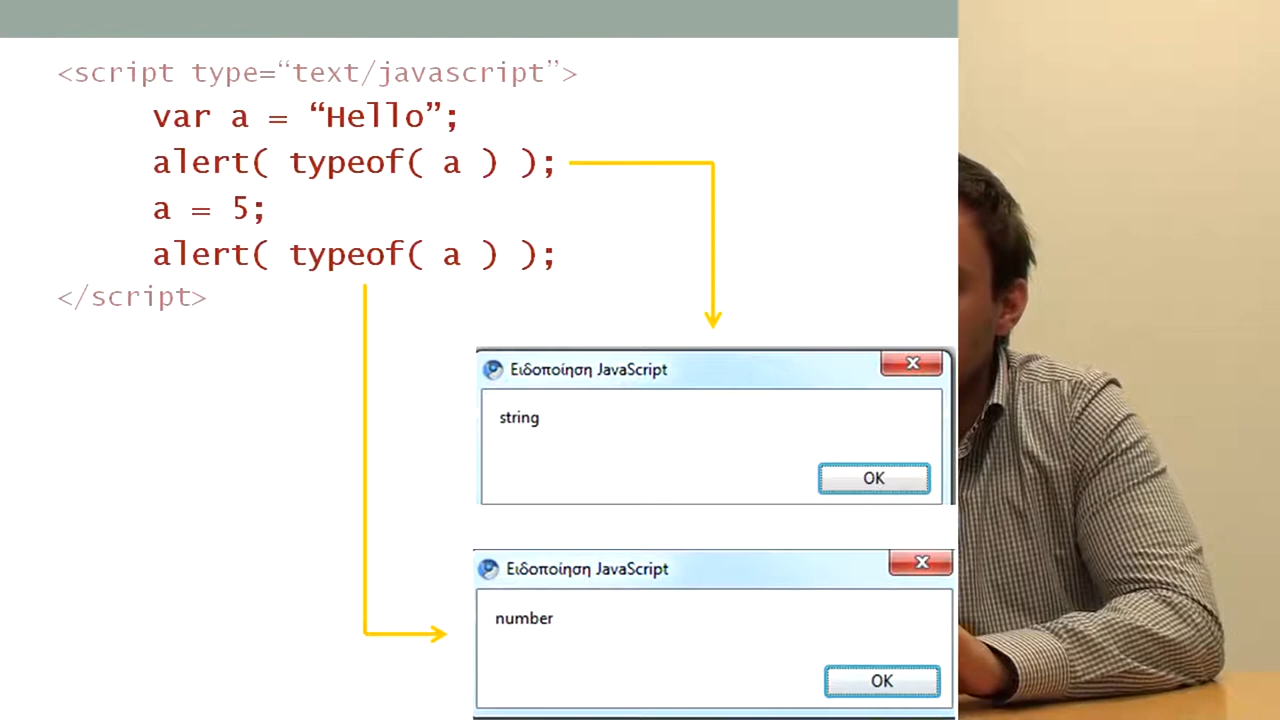 <script type=“text/javascript”>
var a = “Hello”;
alert( typeof( a ) );
a = 5;
alert( typeof( a ) );
</script>
Ειδοποίηση JavaScript
string
OK
Ειδοποίηση JavaScript
number
OK